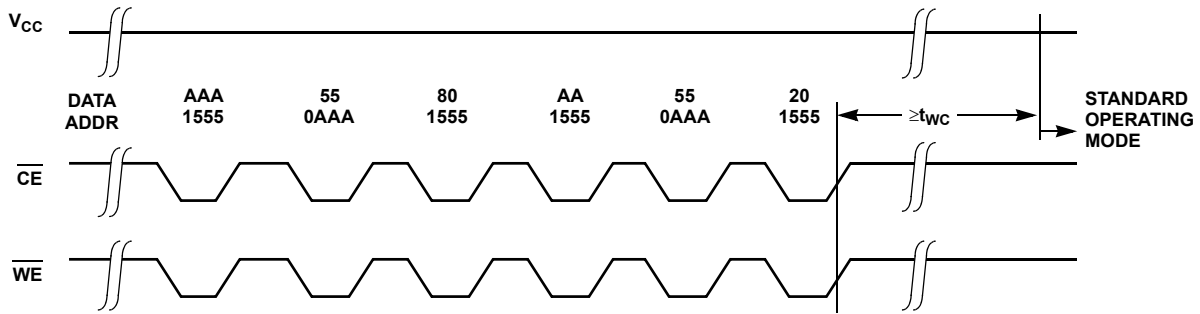 VCC
DATA AAA 55 80 AA 55 20
ADDR 1555 0AAA 1555 1555 0AAA 1555
≥tWC
STANDARD
OPERATING
MODE
CE
WE